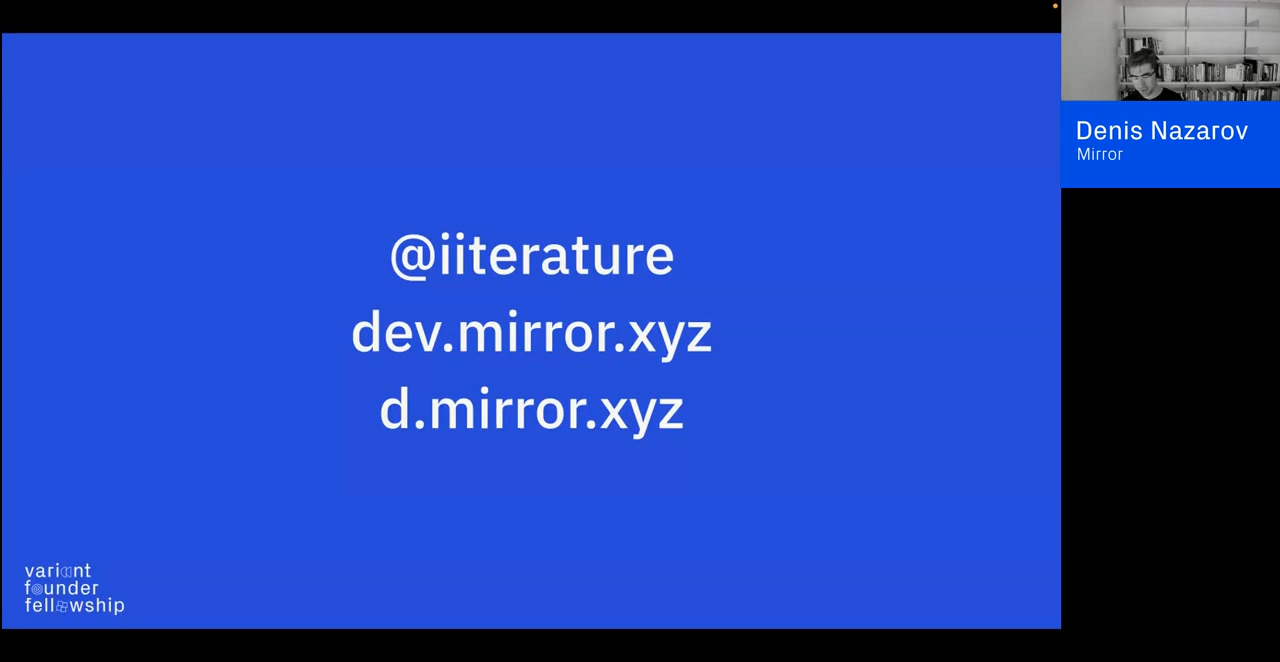 @iiterature
dev.mirror.xyz
d.mirror.xyz
variant
founder
fellowship
Denis Nazarov
Mirror